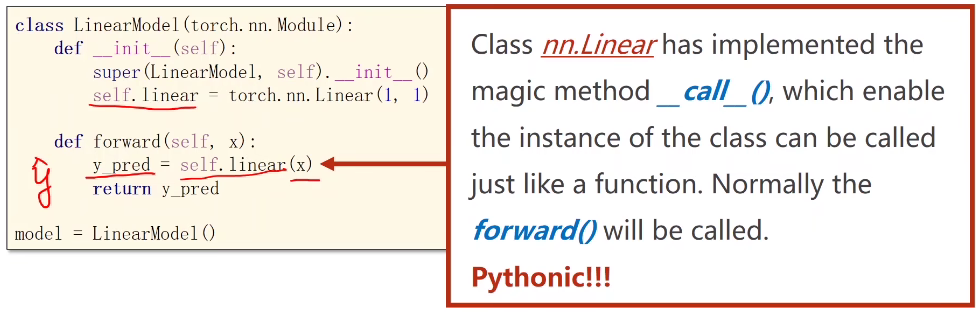 class LinearModel(torch.nn.Module):
    def __init__(self):
        super(LinearModel, self).__init__()
        self.linear = torch.nn.Linear(1, 1)
    def forward(self, x):
        y_pred = self.linear(x)
        return y_pred
model = LinearModel()
ŷ
Class nn.Linear has implemented the
magic method __call__(), which enable
the instance of the class can be called
just like a function. Normally the
forward() will be called.
Pythonic!!!